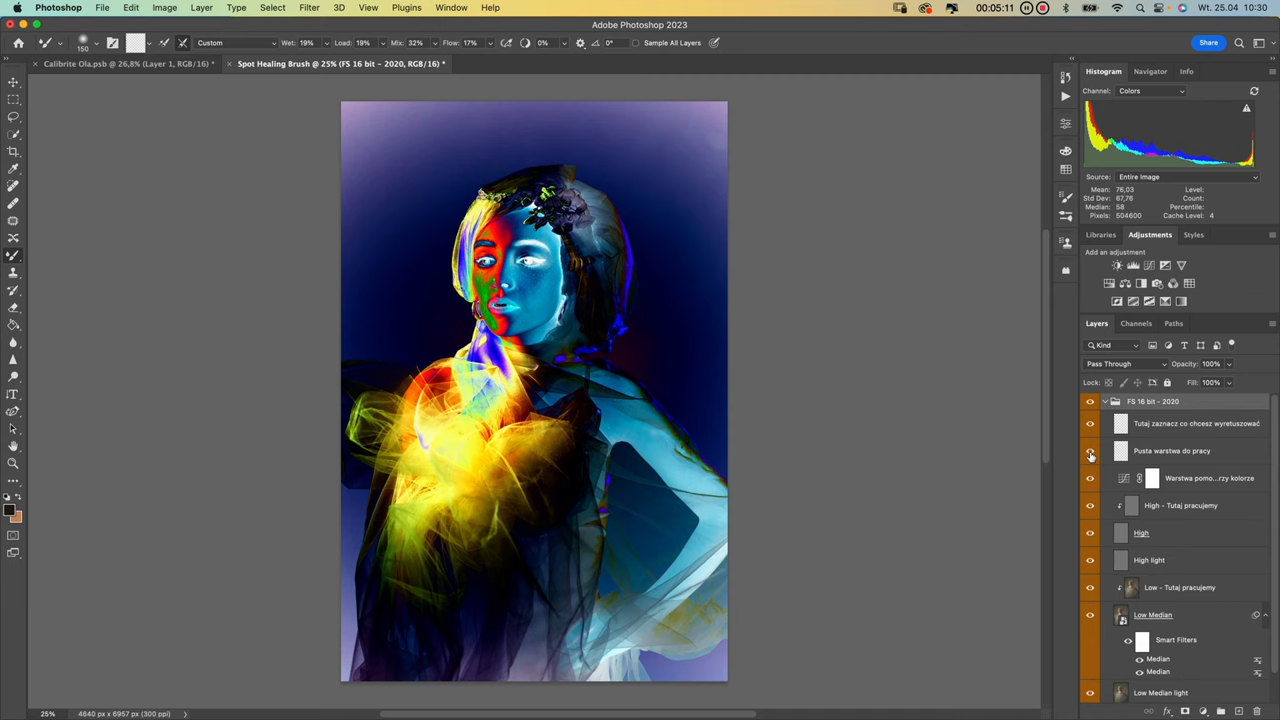 Photoshop File Edit Image Layer Type Select Filter 3D View Plugins Window Help 00:05:11 Wt. 25.04 10:30
Adobe Photoshop 2023
150 Custom Wet: 19% Load: 19% Mix: 32% Flow: 17% 0% 0° Sample All Layers Share
Calibrite Ola.psb @ 26,8% (Layer 1, RGB/16) * Spot Healing Brush @ 25% (FS 16 bit - 2020, RGB/16) *
Histogram Navigator Info
Channel: Colors
Source: Entire Image
Mean: 76,03 Level:
Std Dev: 67,76 Count:
Median: 58 Percentile:
Pixels: 504600 Cache Level: 4
Libraries Adjustments Styles
Add an adjustment
Layers Channels Paths
Kind
Pass Through Opacity: 100%
Lock: Fill: 100%
FS 16 bit - 2020
Tutaj zaznacz co chcesz wyretuszować
Pusta warstwa do pracy
Warstwa pomo...rzy kolorze
High - Tutaj pracujemy
High
High light
Low - Tutaj pracujemy
Low Median
Smart Filters
Median
Median
Low Median light
25% 4640 px x 6957 px (300 ppi)